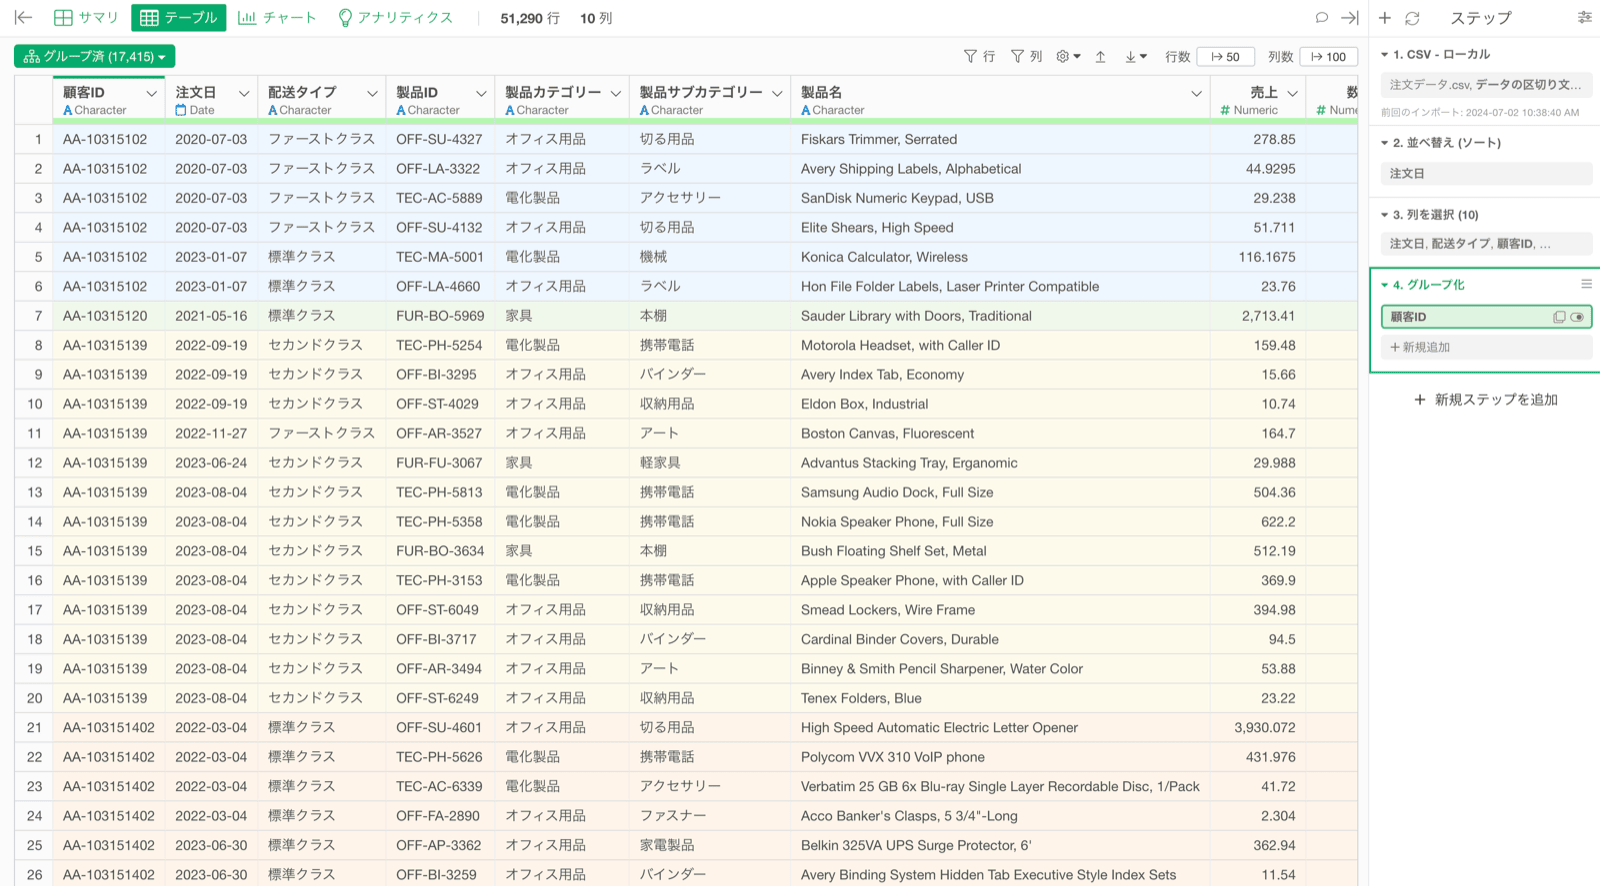 サマリ テーブル チャート アナリティクス 51,290 行 10 列 ステップ
グループ済 (17,415) 行 列 行数 50 列数 100
顧客ID 注文日 配送タイプ 製品ID 製品カテゴリー 製品サブカテゴリー 製品名 売上 数
Character Date Character Character Character Character Character # Numeric # Nume
1 AA-10315102 2020-07-03 ファーストクラス OFF-SU-4327 オフィス用品 切る用品 Fiskars Trimmer, Serrated 278.85
2 AA-10315102 2020-07-03 ファーストクラス OFF-LA-3322 オフィス用品 ラベル Avery Shipping Labels, Alphabetical 44.9295
3 AA-10315102 2020-07-03 ファーストクラス TEC-AC-5889 電化製品 アクセサリー SanDisk Numeric Keypad, USB 29.238
4 AA-10315102 2020-07-03 ファーストクラス OFF-SU-4132 オフィス用品 切る用品 Elite Shears, High Speed 51.711
5 AA-10315102 2023-01-07 標準クラス TEC-MA-5001 電化製品 機械 Konica Calculator, Wireless 116.1675
6 AA-10315102 2023-01-07 標準クラス OFF-LA-4660 オフィス用品 ラベル Hon File Folder Labels, Laser Printer Compatible 23.76
7 AA-10315120 2021-05-16 標準クラス FUR-BO-5969 家具 本棚 Sauder Library with Doors, Traditional 2,713.41
8 AA-10315139 2022-09-19 セカンドクラス TEC-PH-5254 電化製品 携帯電話 Motorola Headset, with Caller ID 159.48
9 AA-10315139 2022-09-19 セカンドクラス OFF-BI-3295 オフィス用品 バインダー Avery Index Tab, Economy 15.66
10 AA-10315139 2022-09-19 セカンドクラス OFF-ST-4029 オフィス用品 収納用品 Eldon Box, Industrial 10.74
11 AA-10315139 2022-11-27 ファーストクラス OFF-AR-3527 オフィス用品 アート Boston Canvas, Fluorescent 164.7
12 AA-10315139 2023-06-24 セカンドクラス FUR-FU-3067 家具 軽家具 Advantus Stacking Tray, Erganomic 29.988
13 AA-10315139 2023-08-04 セカンドクラス TEC-PH-5813 電化製品 携帯電話 Samsung Audio Dock, Full Size 504.36
14 AA-10315139 2023-08-04 セカンドクラス TEC-PH-5358 電化製品 携帯電話 Nokia Speaker Phone, Full Size 622.2
15 AA-10315139 2023-08-04 セカンドクラス FUR-BO-3634 家具 本棚 Bush Floating Shelf Set, Metal 512.19
16 AA-10315139 2023-08-04 セカンドクラス TEC-PH-3153 電化製品 携帯電話 Apple Speaker Phone, with Caller ID 369.9
17 AA-10315139 2023-08-04 セカンドクラス OFF-ST-6049 オフィス用品 収納用品 Smead Lockers, Wire Frame 394.98
18 AA-10315139 2023-08-04 セカンドクラス OFF-BI-3717 オフィス用品 バインダー Cardinal Binder Covers, Durable 94.5
19 AA-10315139 2023-08-04 セカンドクラス OFF-AR-3494 オフィス用品 アート Binney & Smith Pencil Sharpener, Water Color 53.88
20 AA-10315139 2023-08-04 セカンドクラス OFF-ST-6249 オフィス用品 収納用品 Tenex Folders, Blue 23.22
21 AA-103151402 2022-03-04 標準クラス OFF-SU-4601 オフィス用品 切る用品 High Speed Automatic Electric Letter Opener 3,930.072
22 AA-103151402 2022-03-04 標準クラス TEC-PH-5626 電化製品 携帯電話 Polycom VVX 310 VoIP phone 431.976
23 AA-103151402 2022-03-04 標準クラス TEC-AC-6339 電化製品 アクセサリー Verbatim 25 GB 6x Blu-ray Single Layer Recordable Disc, 1/Pack 41.72
24 AA-103151402 2022-03-04 標準クラス OFF-FA-2890 オフィス用品 ファスナー Acco Banker's Clasps, 5 3/4"-Long 2.304
25 AA-103151402 2023-06-30 標準クラス OFF-AP-3362 オフィス用品 家電製品 Belkin 325VA UPS Surge Protector, 6' 362.94
26 AA-103151402 2023-06-30 標準クラス OFF-BI-3259 オフィス用品 バインダー Avery Binding System Hidden Tab Executive Style Index Sets 11.54
1. CSV - ローカル
注文データ.csv, データの区切り文…
前回のインポート: 2024-07-02 10:38:40 AM
2. 並べ替え (ソート)
注文日
3. 列を選択 (10)
注文日, 配送タイプ, 顧客ID, …
4. グループ化
顧客ID
+ 新規追加
+ 新規ステップを追加